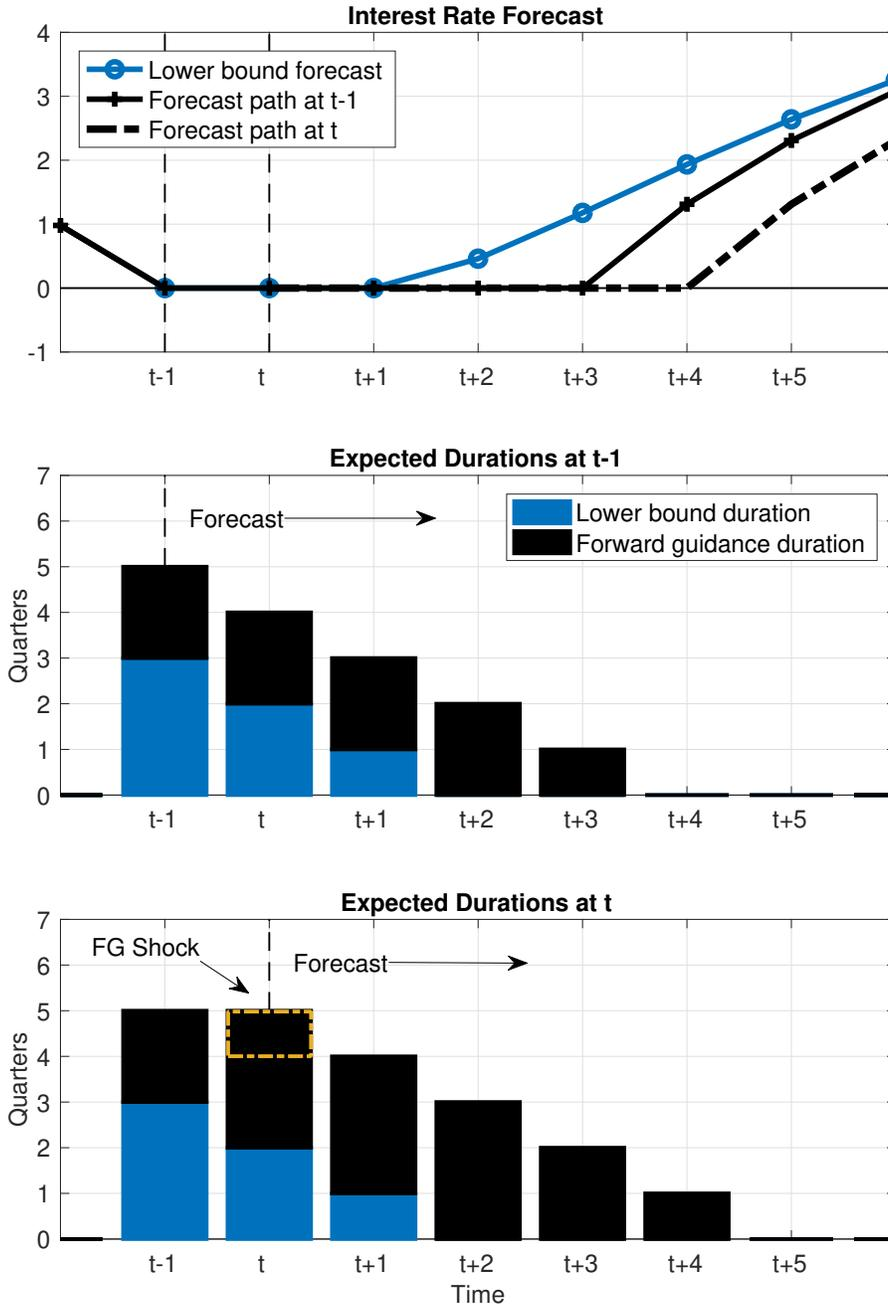 Interest Rate Forecast
4
3
2
1
0
-1
Lower bound forecast
Forecast path at t-1
Forecast path at t
t-1 t t+1 t+2 t+3 t+4 t+5
Expected Durations at t-1
7
6
5
4
3
2
1
0
Quarters
Forecast
Lower bound duration
Forward guidance duration
t-1 t t+1 t+2 t+3 t+4 t+5
Expected Durations at t
7
6
5
4
3
2
1
0
Quarters
FG Shock
Forecast
t-1 t t+1 t+2 t+3 t+4 t+5
Time